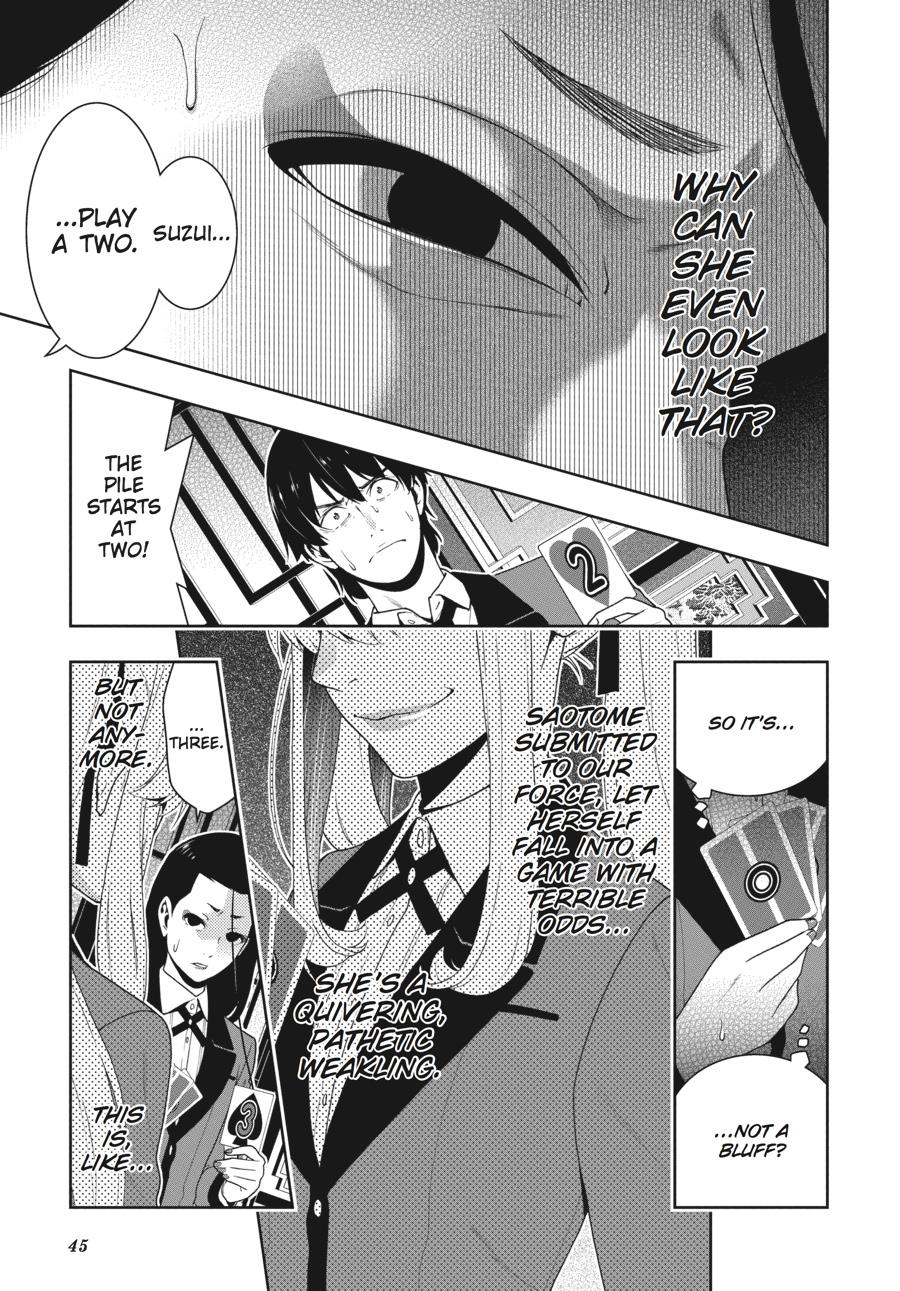 WHY
CAN
SHE
EVEN
LOOK
LIKE
THAT?
SUZUI...
...PLAY
A TWO.
2
THE
PILE
STARTS
AT
TWO!
SO IT'S...
...NOT A
BLUFF?
SAOTOME
SUBMITTED
TO OUR
FORCE, LET
HERSELF
FALL INTO A
GAME WITH
TERRIBLE
ODDS...
SHE'S A
QUIVERING,
PATHETIC
WEAKLING.
...
THREE.
BUT
NOT
ANY-
MORE.
3
THIS
IS,
LIKE...
45